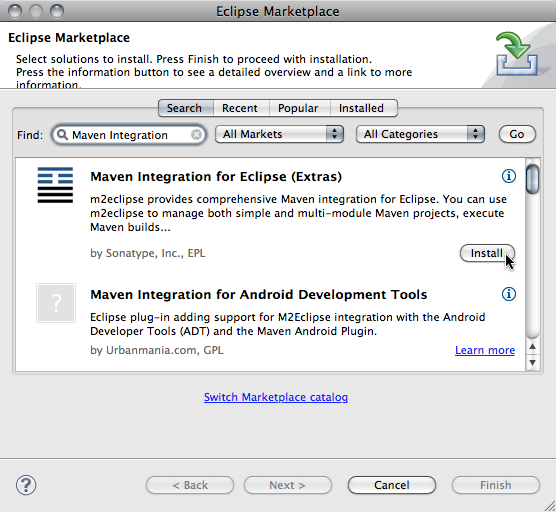 Eclipse Marketplace
Eclipse Marketplace
Select solutions to install. Press Finish to proceed with installation.
Press the information button to see a detailed overview and a link to more
information.
Search Recent Popular Installed
Find: Maven Integration All Markets All Categories Go
Maven Integration for Eclipse (Extras)
m2eclipse provides comprehensive Maven integration for Eclipse. You can use
m2eclipse to manage both simple and multi-module Maven projects, execute
Maven builds...
by Sonatype, Inc., EPL Install
?
Maven Integration for Android Development Tools
Eclipse plug-in adding support for M2Eclipse integration with the Android
Developer Tools (ADT) and the Maven Android Plugin.
by Urbanmania.com, GPL Learn more
Switch Marketplace catalog
? < Back Next > Cancel Finish